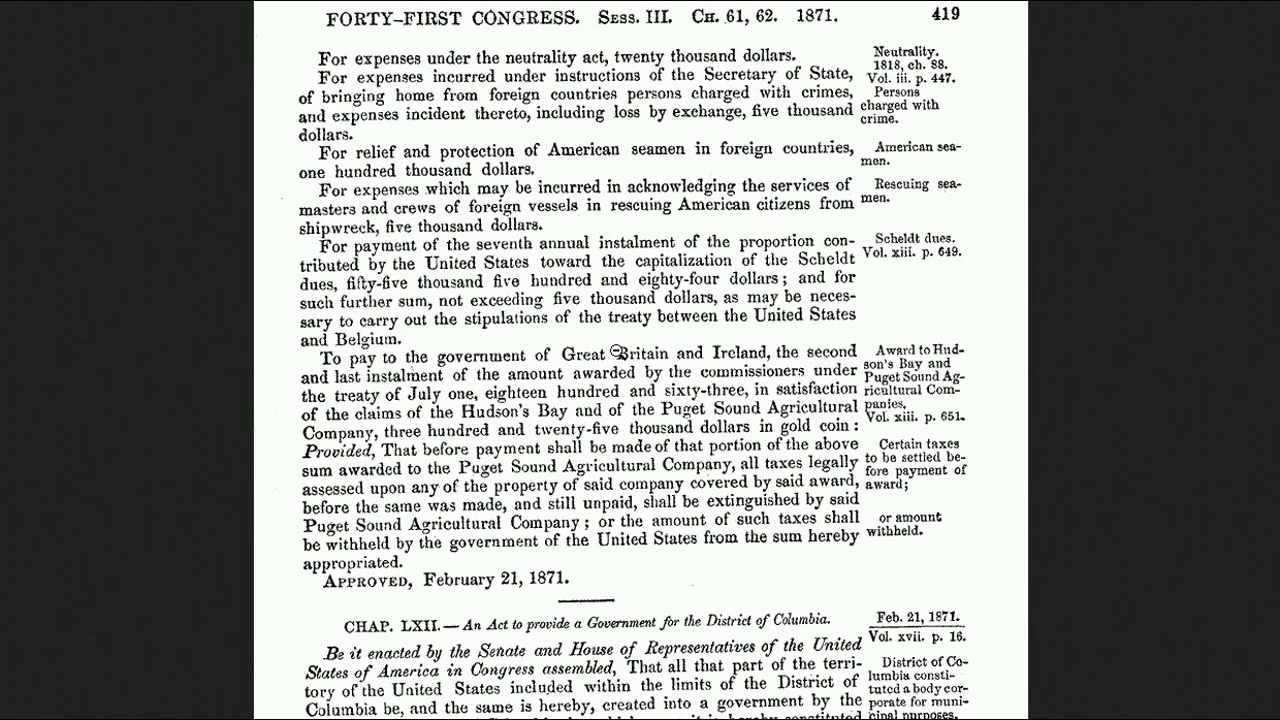 FORTY-FIRST CONGRESS. SESS. III. CH. 61, 62. 1871. 419
For expenses under the neutrality act, twenty thousand dollars.
For expenses incurred under instructions of the Secretary of State,
of bringing home from foreign countries persons charged with crimes,
and expenses incident thereto, including loss by exchange, five thousand
dollars.
For relief and protection of American seamen in foreign countries,
one hundred thousand dollars.
For expenses which may be incurred in acknowledging the services of
masters and crews of foreign vessels in rescuing American citizens from
shipwreck, five thousand dollars.
For payment of the seventh annual instalment of the proportion con-
tributed by the United States toward the capitalization of the Scheldt
dues, fifty-five thousand five hundred and eighty-four dollars; and for
such further sum, not exceeding five thousand dollars, as may be neces-
sary to carry out the stipulations of the treaty between the United States
and Belgium.
To pay to the government of Great Britain and Ireland, the second
and last instalment of the amount awarded by the commissioners under
the treaty of July one, eighteen hundred and sixty-three, in satisfaction
of the claims of the Hudson's Bay and of the Puget Sound Agricultural
Company, three hundred and twenty-five thousand dollars in gold coin:
Provided, That before payment shall be made of that portion of the above
sum awarded to the Puget Sound Agricultural Company, all taxes legally
assessed upon any of the property of said company covered by said award,
before the same was made, and still unpaid, shall be extinguished by said
Puget Sound Agricultural Company; or the amount of such taxes shall
be withheld by the government of the United States from the sum hereby
appropriated.
APPROVED, February 21, 1871.
Neutrality.
1818, ch. 88.
Vol. iii. p. 447.
Persons
charged with
crime.
American sea-
men.
Rescuing sea-
men.
Scheldt dues.
Vol. xiii. p. 649.
Award to Hud-
son's Bay and
Puget Sound Ag-
ricultural Com-
panies.
Vol. xiii. p. 651.
Certain taxes
to be settled be-
fore payment of
award;
or amount
withheld.
CHAP. LXII. — An Act to provide a Government for the District of Columbia.
Be it enacted by the Senate and House of Representatives of the United
States of America in Congress assembled, That all that part of the terri-
tory of the United States included within the limits of the District of
Columbia be, and the same is hereby, created into a government by the
Feb. 21, 1871.
Vol. xvii. p. 16.
District of Co-
lumbia consti-
tuted a body cor-
porate for muni-
cipal purposes.